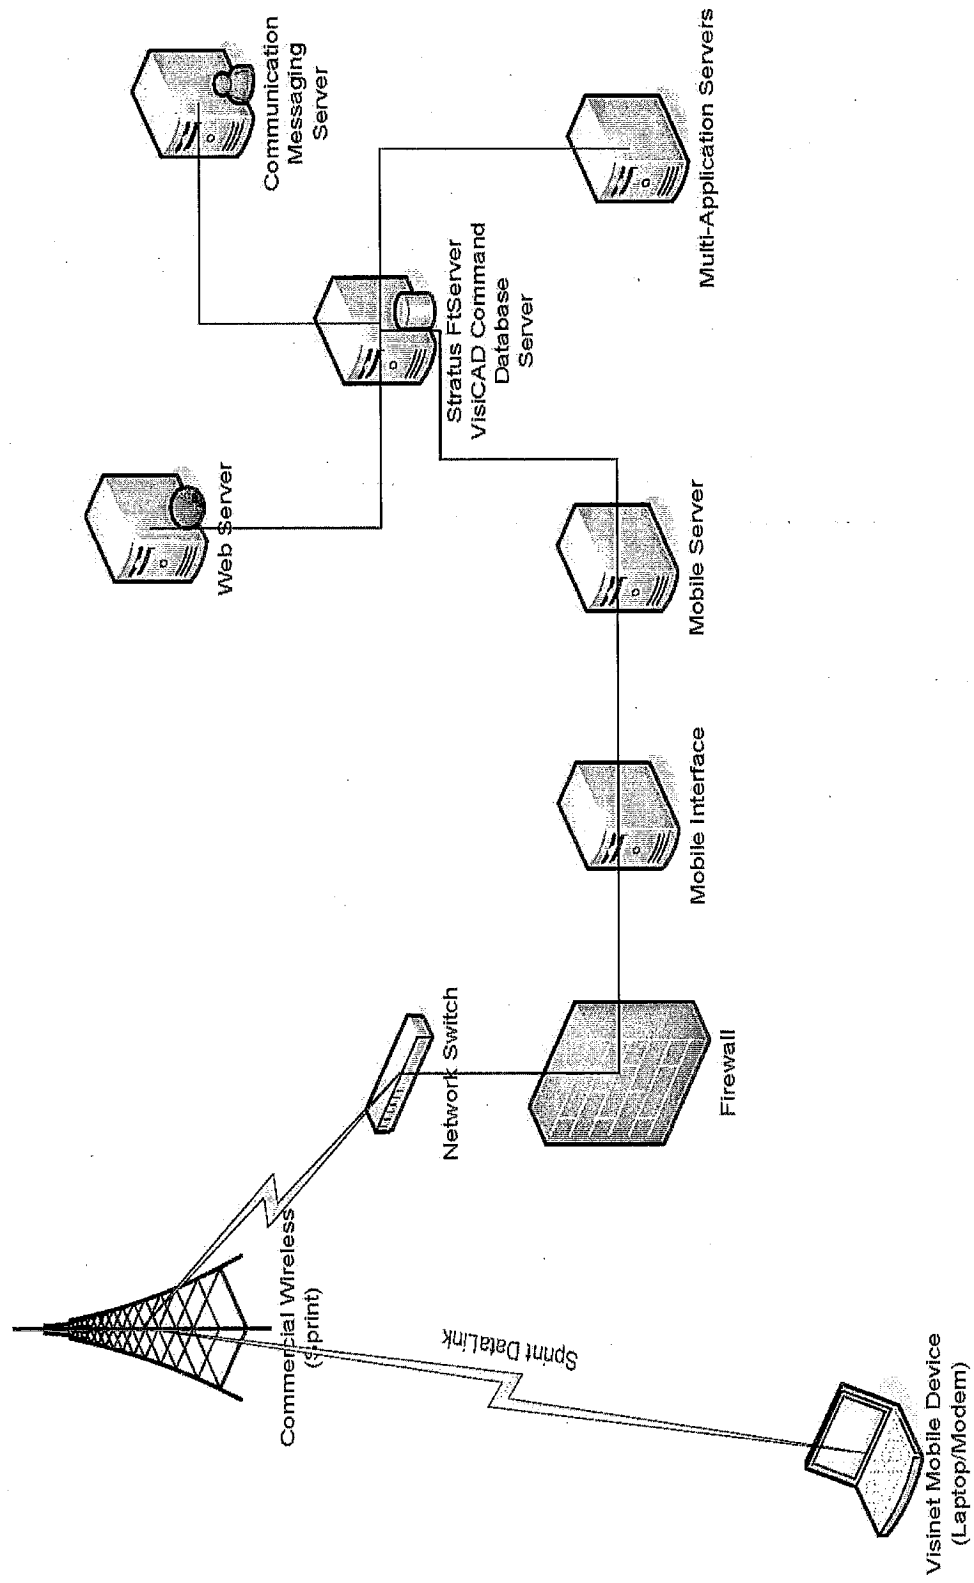 Communication
Messaging
Server
Multi-Application Servers
Stratus FtServer
VisiCAD Command
Database
Server
Web Server
Mobile Server
Mobile Interface
Network Switch
Firewall
Commercial Wireless
(Sprint)
Sprint DataLink
Visinet Mobile Device
(Laptop/Modem)